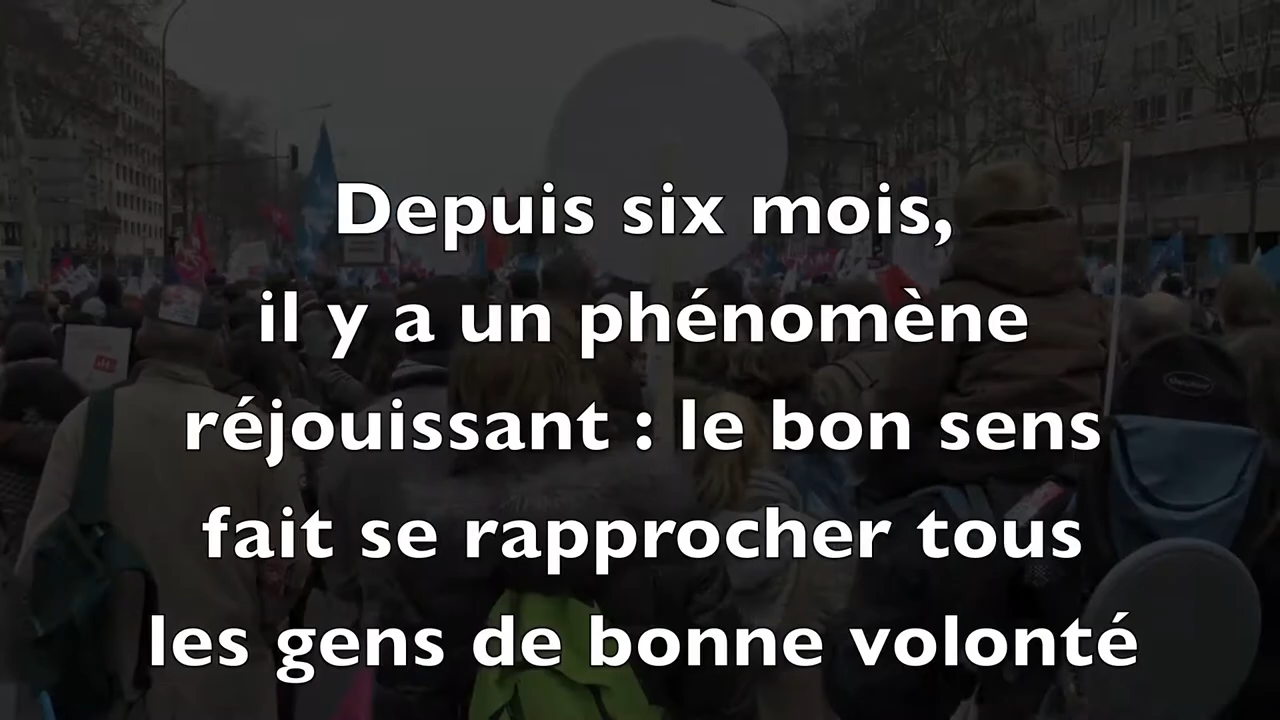 Depuis six mois,
il y a un phénomène
réjouissant : le bon sens
fait se rapprocher tous
les gens de bonne volonté